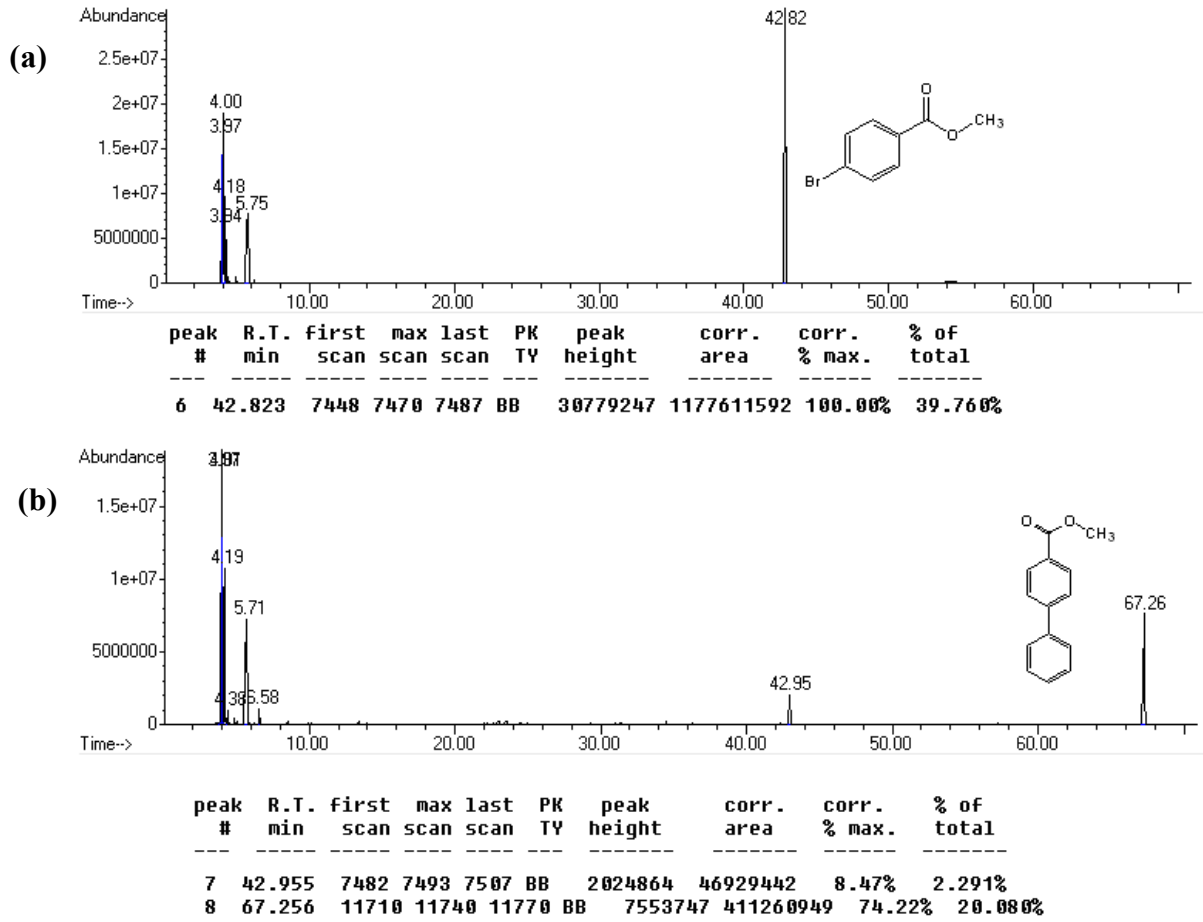 (a)
Abundance
2.5e+07
2e+07
1.5e+07
1e+07
5000000
0
Time-->
10.00 20.00 30.00 40.00 50.00 60.00
4.00
3.97
4.18
3.94
5.75
42.82
O
O CH3
Br
peak R.T. first max last PK peak corr. corr. % of
# min scan scan scan TY height area % max. total
--- ----- ----- ---- ---- --- ------- ------- ------ -------
6 42.823 7448 7470 7487 BB 30779247 1177611592 100.00% 39.760%
(b)
Abundance
1.5e+07
1e+07
5000000
0
Time-->
10.00 20.00 30.00 40.00 50.00 60.00
4.19
5.71
6.58
42.95
67.26
O O CH3
peak R.T. first max last PK peak corr. corr. % of
# min scan scan scan TY height area % max. total
--- ----- ----- ---- ---- --- ------- ------- ------ -------
7 42.955 7482 7493 7507 BB 2024864 46929442 8.47% 2.291%
8 67.256 11710 11740 11770 BB 7553747 411260949 74.22% 20.080%